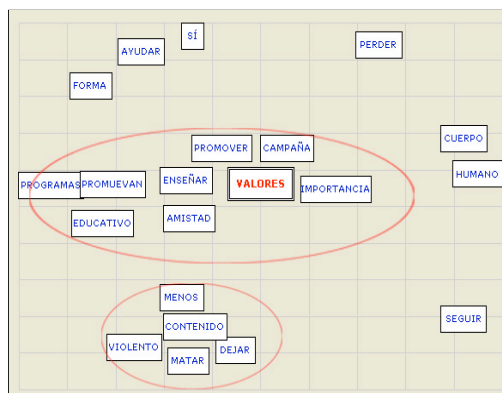 SÍ
AYUDAR
PERDER
FORMA
PROMOVER
CAMPAÑA
CUERPO
HUMANO
PROGRAMAS
PROMUEVAN
ENSEÑAR
VALORES
IMPORTANCIA
EDUCATIVO
AMISTAD
MENOS
CONTENIDO
SEGUIR
VIOLENTO
DEJAR
MATAR